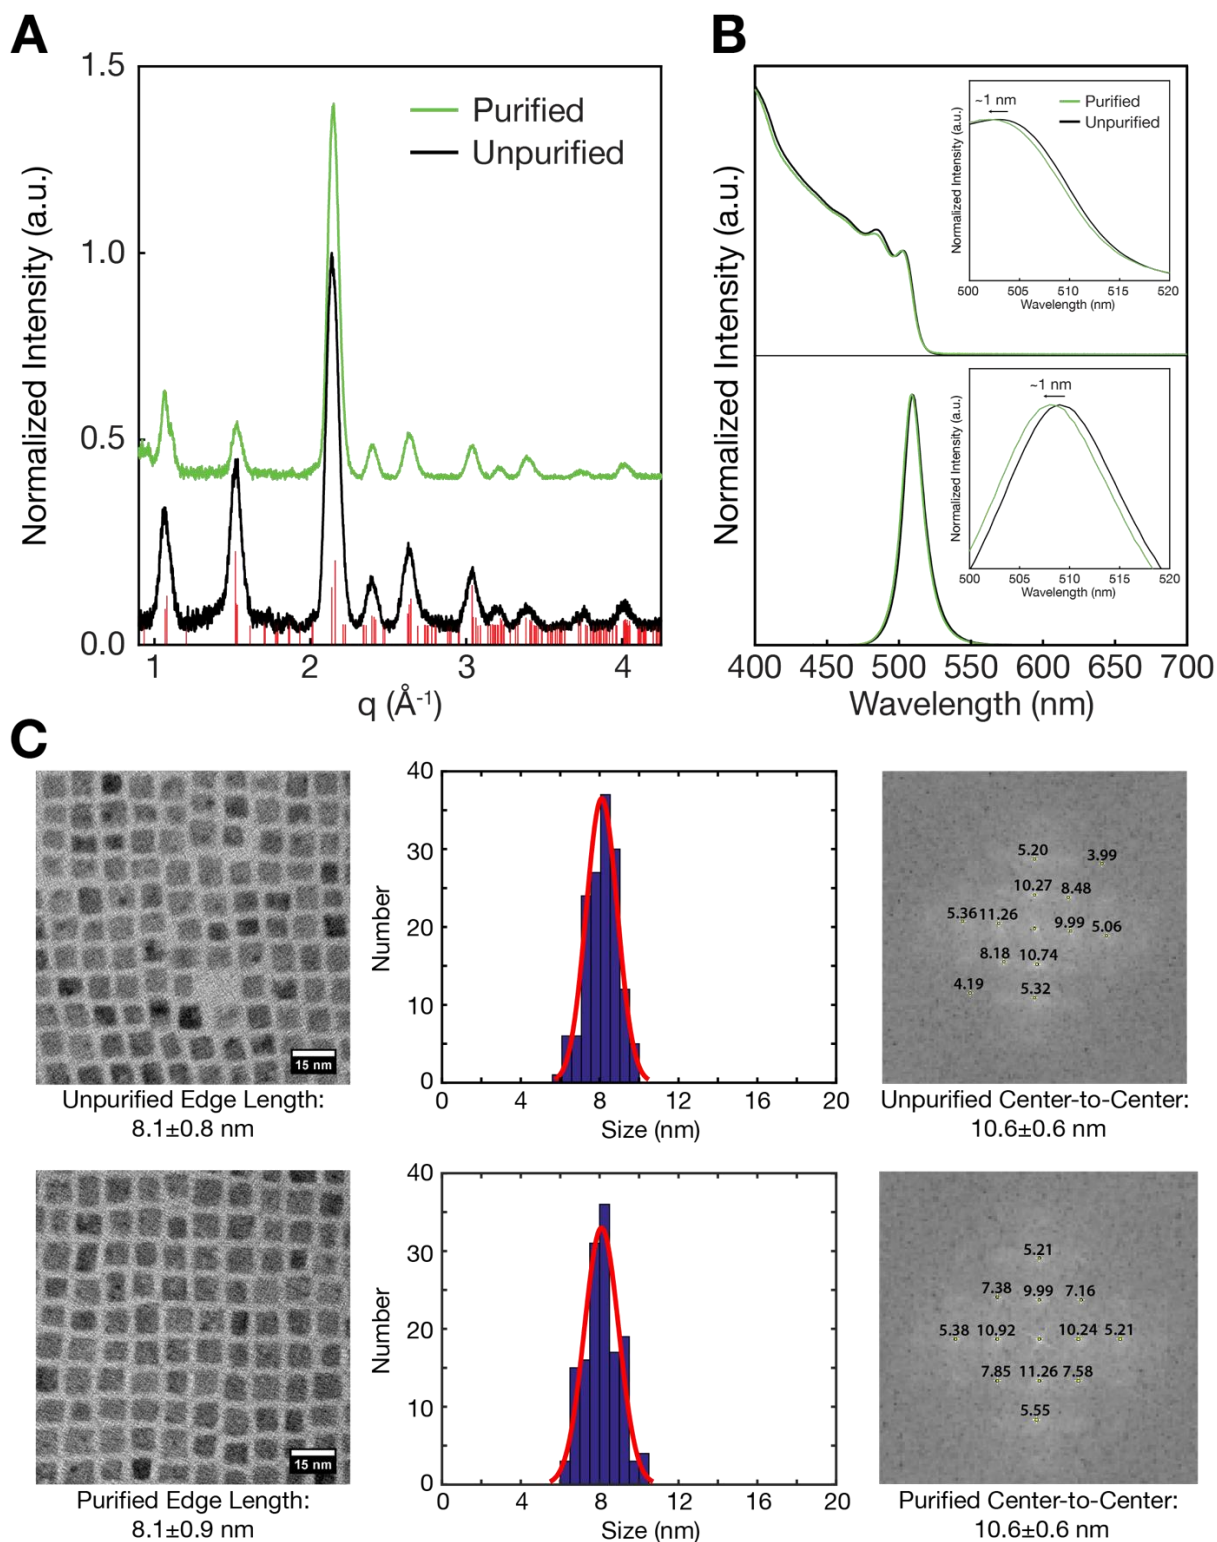 A
1.5
1.0
0.5
0.0
Normalized Intensity (a.u.)
Purified
Unpurified
1 2 3 4
q (Å⁻¹)
B
Normalized Intensity (a.u.)
~1 nm
Purified
Unpurified
Normalized Intensity (a.u.)
500 505 510 515 520
Wavelength (nm)
~1 nm
Normalized Intensity (a.u.)
500 505 510 515 520
Wavelength (nm)
400 450 500 550 600 650 700
Wavelength (nm)
C
15 nm
Unpurified Edge Length:
8.1±0.8 nm
40
30
20
10
0
Number
0 4 8 12 16 20
Size (nm)
5.20
3.99
10.27 8.48
5.36 11.26 9.99 5.06
8.18 10.74
4.19 5.32
Unpurified Center-to-Center:
10.6±0.6 nm
15 nm
Purified Edge Length:
8.1±0.9 nm
40
30
20
10
0
Number
0 4 8 12 16 20
Size (nm)
5.21
7.38 9.99 7.16
5.38 10.92 10.24 5.21
7.85 11.26 7.58
5.55
Purified Center-to-Center:
10.6±0.6 nm